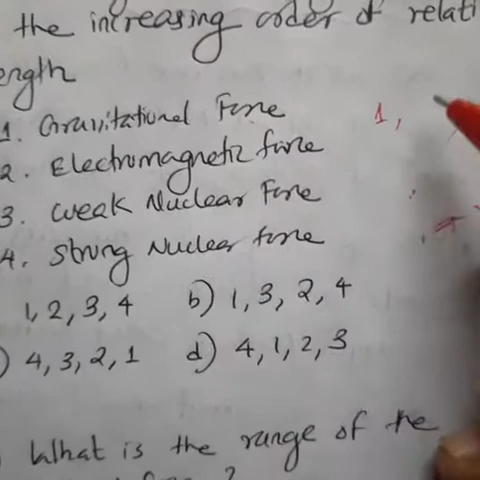 the increasing order of relati
ength
1. Gravitational Force 1,
2. Electromagnetic force
3. Weak Nuclear Force
4. Strong Nuclear force
1, 2, 3, 4 b) 1, 3, 2, 4
) 4, 3, 2, 1 d) 4, 1, 2, 3
What is the range of the
?